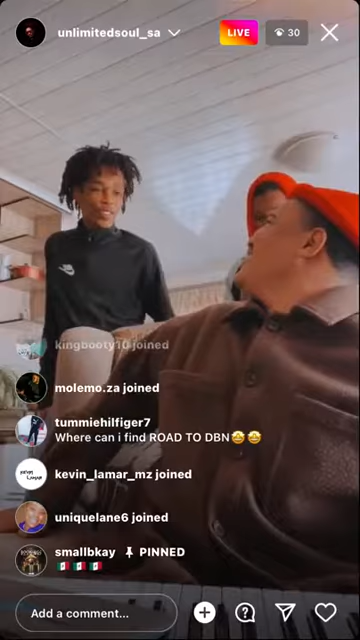 unlimitedsoul_sa
LIVE
30
kingbooty10 joined
molemo.za joined
tummiehilfiger7
Where can i find ROAD TO DBN🤩🤩
kevin_lamar_mz joined
uniquelane6 joined
smallbkay PINNED
🇲🇽🇲🇽🇲🇽
Add a comment...